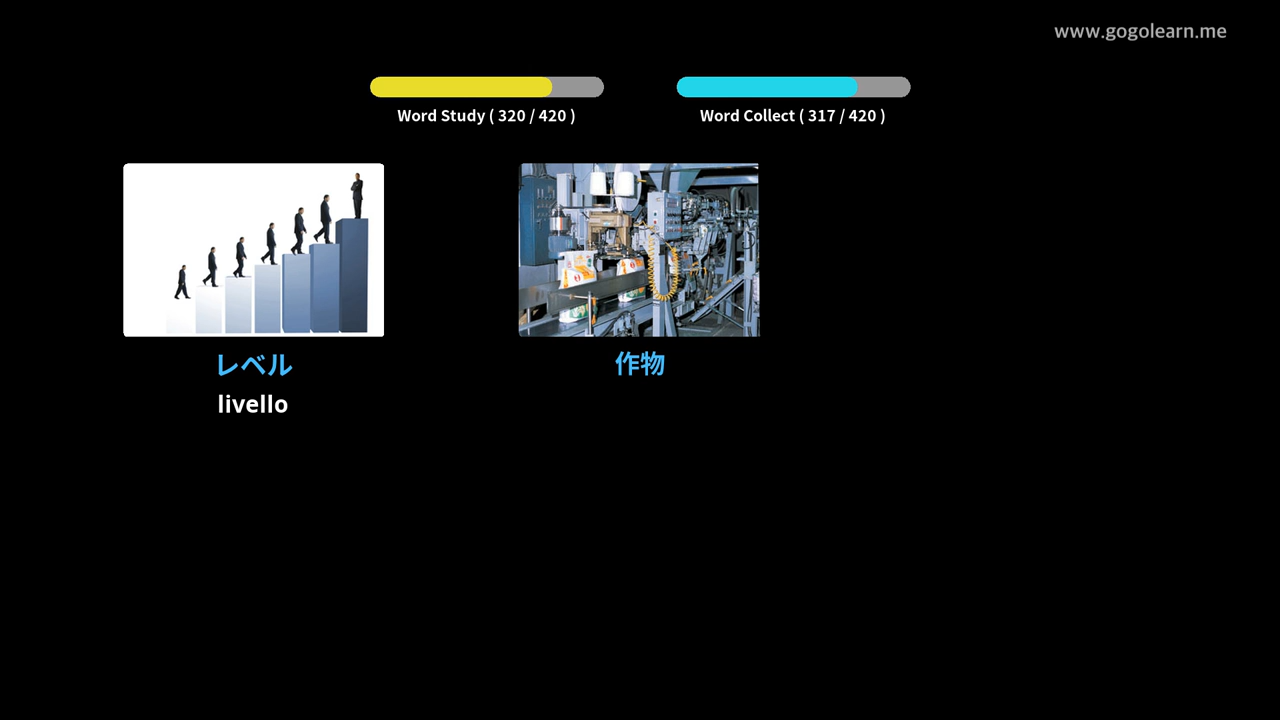 www.gogolearn.me
Word Study ( 320 / 420 )
Word Collect ( 317 / 420 )
レベル
livello
作物